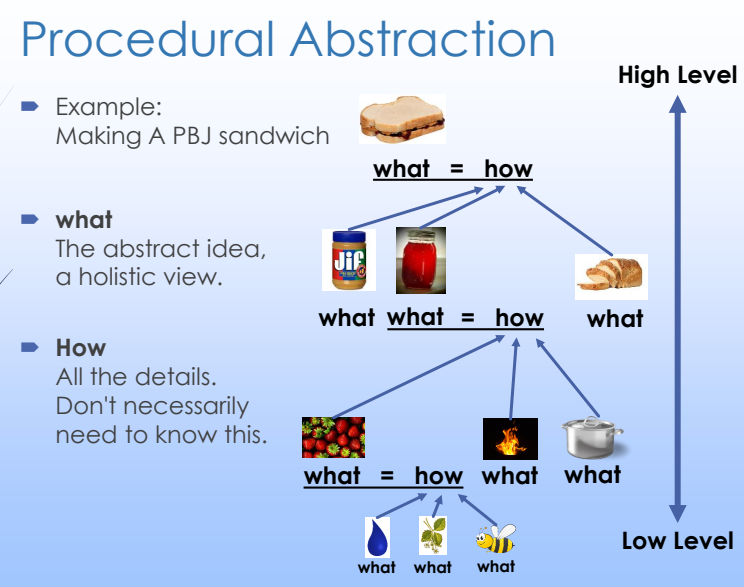 Procedural Abstraction
High Level
Example:
Making A PBJ sandwich
what = how
what
The abstract idea,
a holistic view.
Jif
what what = how what
How
All the details.
Don't necessarily
need to know this.
what = how what what
what what what
Low Level